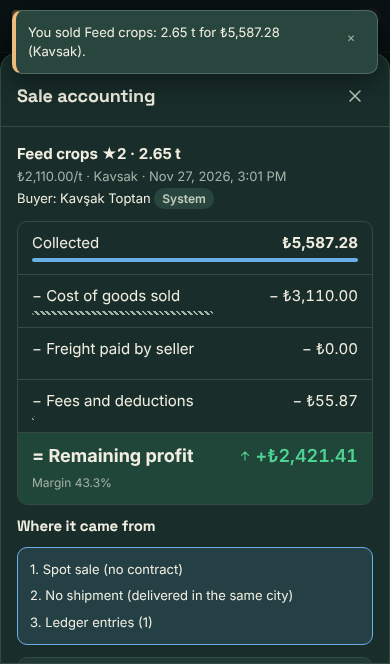 You sold Feed crops: 2.65 t for ₺5,587.28
(Kavsak).
×
Sale accounting
×
Feed crops ★2 · 2.65 t
₺2,110.00/t · Kavsak · Nov 27, 2026, 3:01 PM
Buyer: Kavşak Toptan System
Collected ₺5,587.28
− Cost of goods sold − ₺3,110.00
− Freight paid by seller − ₺0.00
− Fees and deductions − ₺55.87
= Remaining profit ↑ +₺2,421.41
Margin 43.3%
Where it came from
1. Spot sale (no contract)
2. No shipment (delivered in the same city)
3. Ledger entries (1)